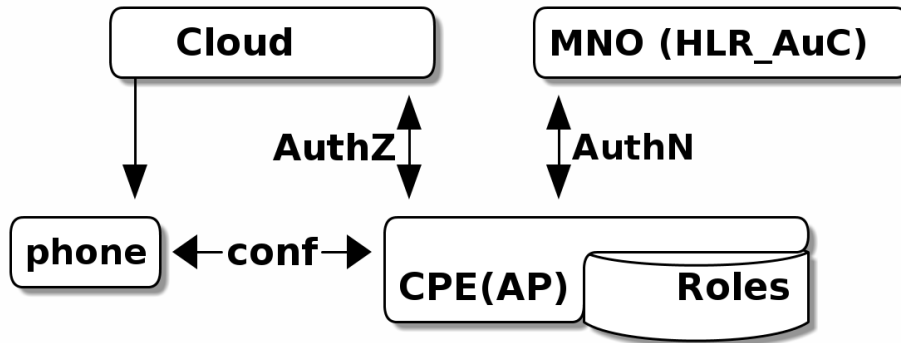 Cloud
MNO (HLR_AuC)
AuthZ
AuthN
phone
conf
CPE(AP)
Roles